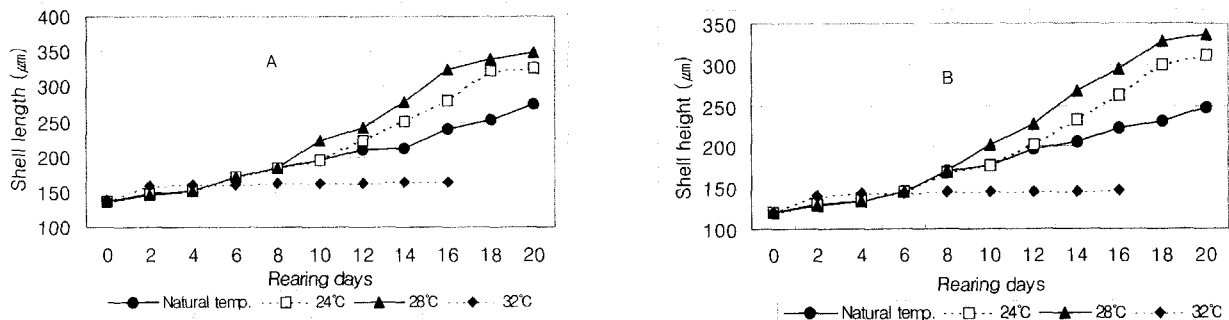 Shell length (㎛)
400
350
300
250
200
150
100
A
0 2 4 6 8 10 12 14 16 18 20
Rearing days
Natural temp. 24℃ 28℃ 32℃
Shell height (㎛)
350
300
250
200
150
100
B
0 2 4 6 8 10 12 14 16 18 20
Rearing days
Natural temp. 24℃ 28℃ 32℃